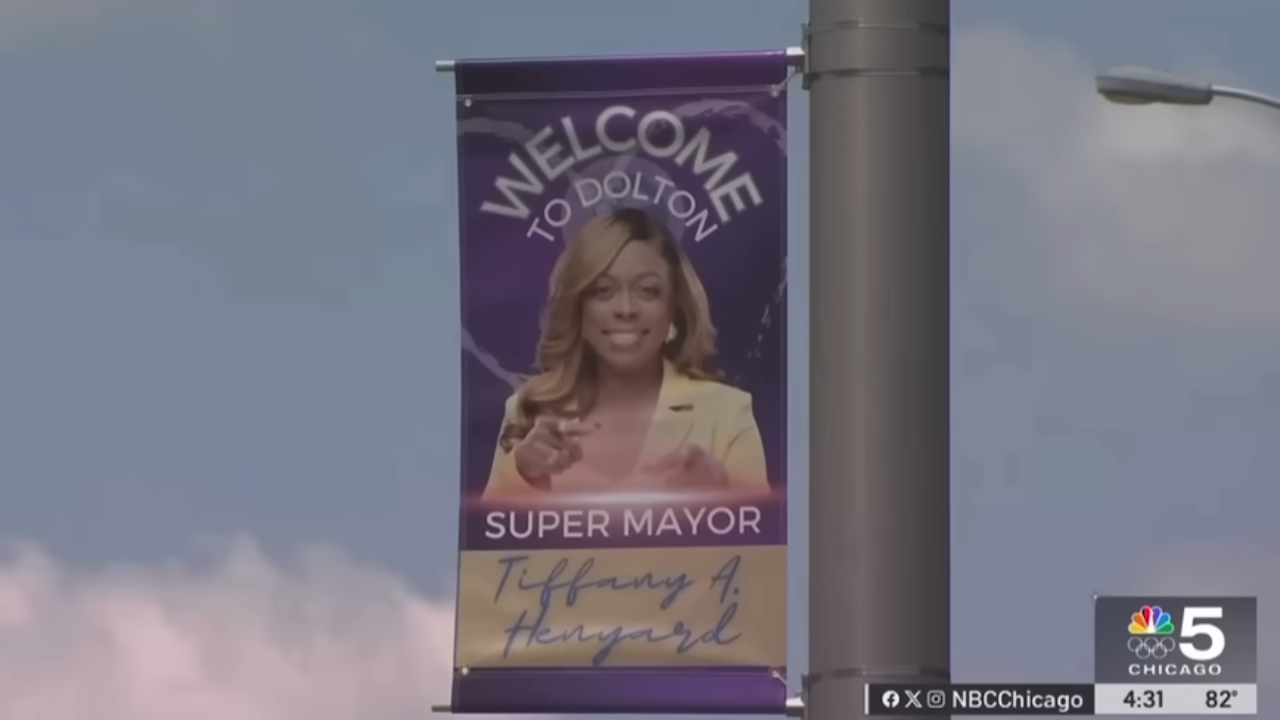 WELCOME
TO DOLTON
SUPER MAYOR
Tiffany A.
Henyard
5
CHICAGO
NBCChicago
4:31 82°